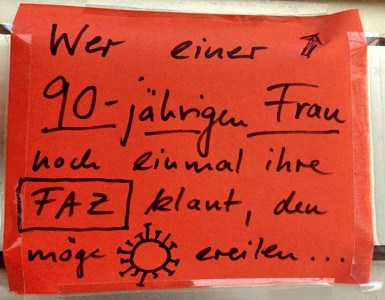 Wer einer
90-jährigen Frau
noch einmal ihre
FAZ klaut, den
möge ereilen...